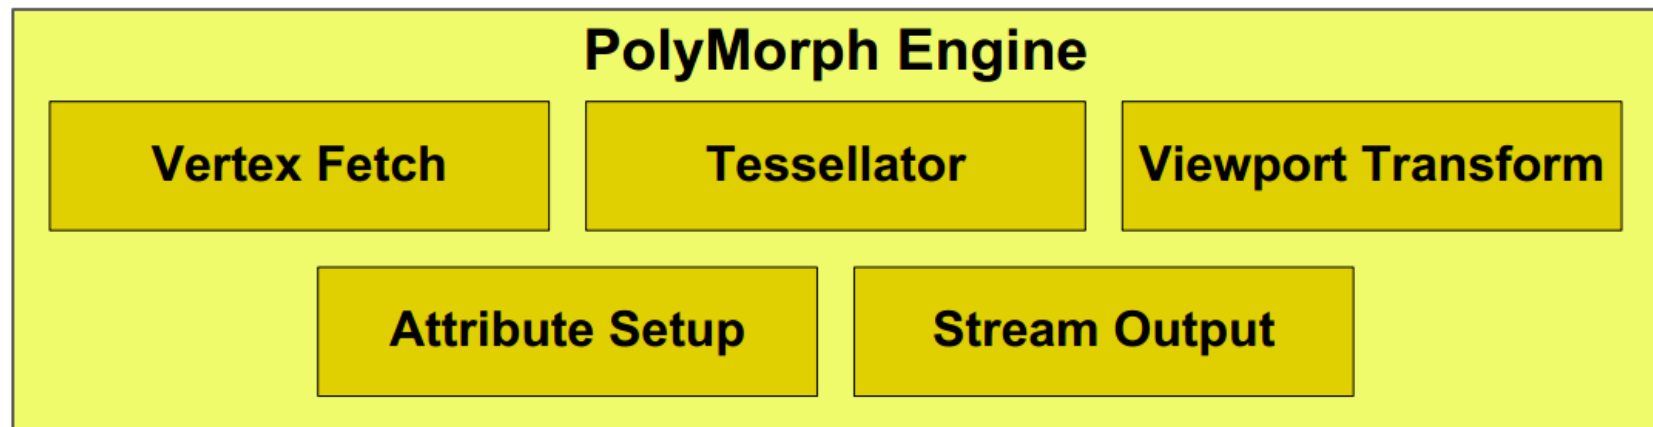 PolyMorph Engine
Vertex Fetch
Tessellator
Viewport Transform
Attribute Setup
Stream Output